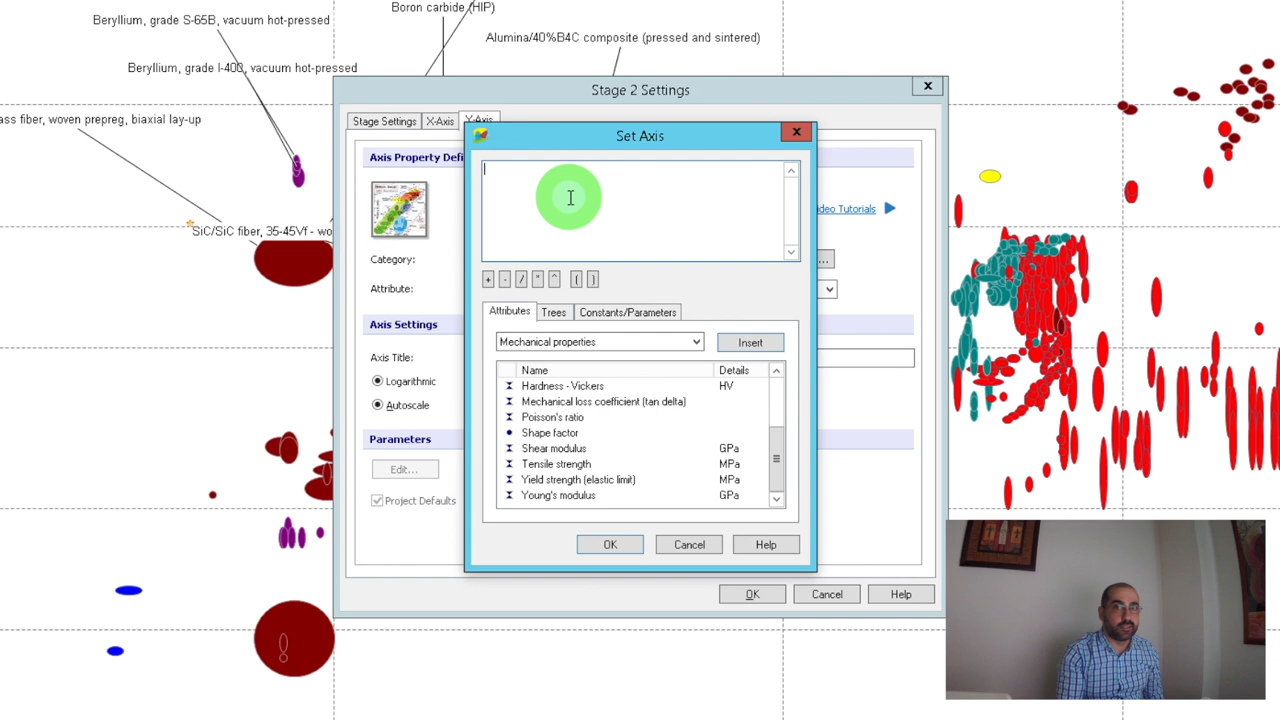 Boron carbide (HIP)
Beryllium, grade S-65B, vacuum hot-pressed
Alumina/40%B4C composite (pressed and sintered)
Beryllium, grade I-400, vacuum hot-pressed
ass fiber, woven prepreg, biaxial lay-up
SiC/SiC fiber, 35-45Vf - wo
Stage 2 Settings
X
Stage Settings
X-Axis
Y-Axis
Axis Property Defi
Category:
Attribute:
ideo Tutorials
...
Axis Settings
Axis Title:
Logarithmic
Autoscale
Parameters
Edit...
Project Defaults
OK
Cancel
Help
Set Axis
X
+ - / * ^ ( )
Attributes
Trees
Constants/Parameters
Mechanical properties
Insert
Name Details
Hardness - Vickers HV
Mechanical loss coefficient (tan delta)
Poisson's ratio
Shape factor
Shear modulus GPa
Tensile strength MPa
Yield strength (elastic limit) MPa
Young's modulus GPa
OK
Cancel
Help